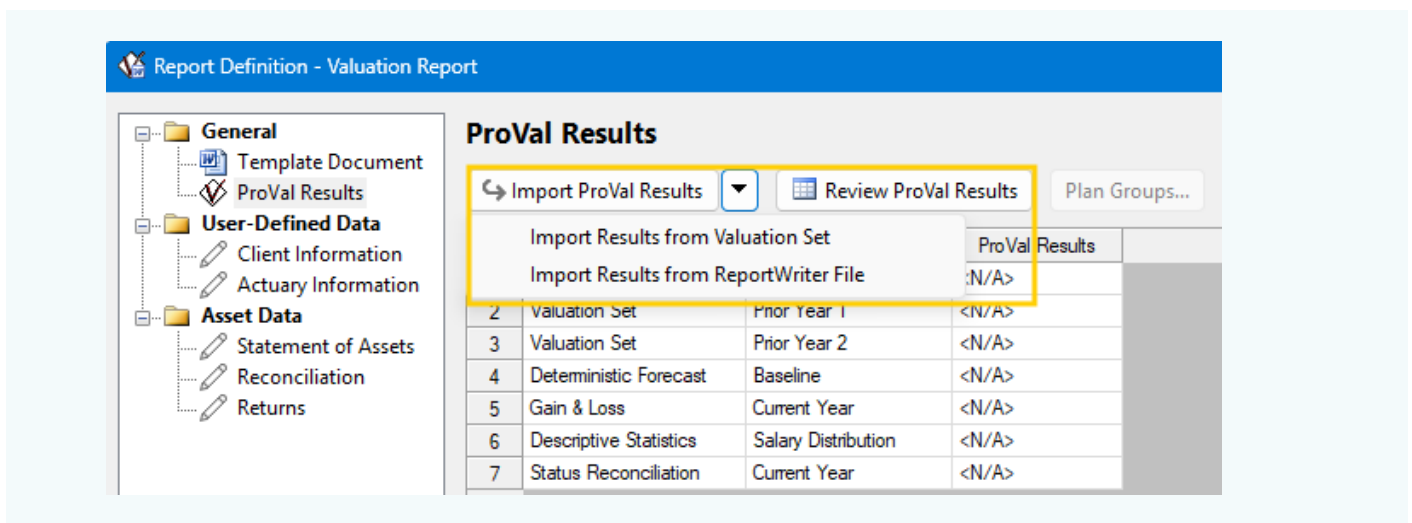 Report Definition - Valuation Report
General
Template Document
ProVal Results
User-Defined Data
Client Information
Actuary Information
Asset Data
Statement of Assets
Reconciliation
Returns
ProVal Results
Import ProVal Results Review ProVal Results Plan Groups...
Import Results from Valuation Set
Import Results from ReportWriter File
ProVal Results
<N/A>
2 Valuation Set Prior Year 1 <N/A>
3 Valuation Set Prior Year 2 <N/A>
4 Deterministic Forecast Baseline <N/A>
5 Gain & Loss Current Year <N/A>
6 Descriptive Statistics Salary Distribution <N/A>
7 Status Reconciliation Current Year <N/A>